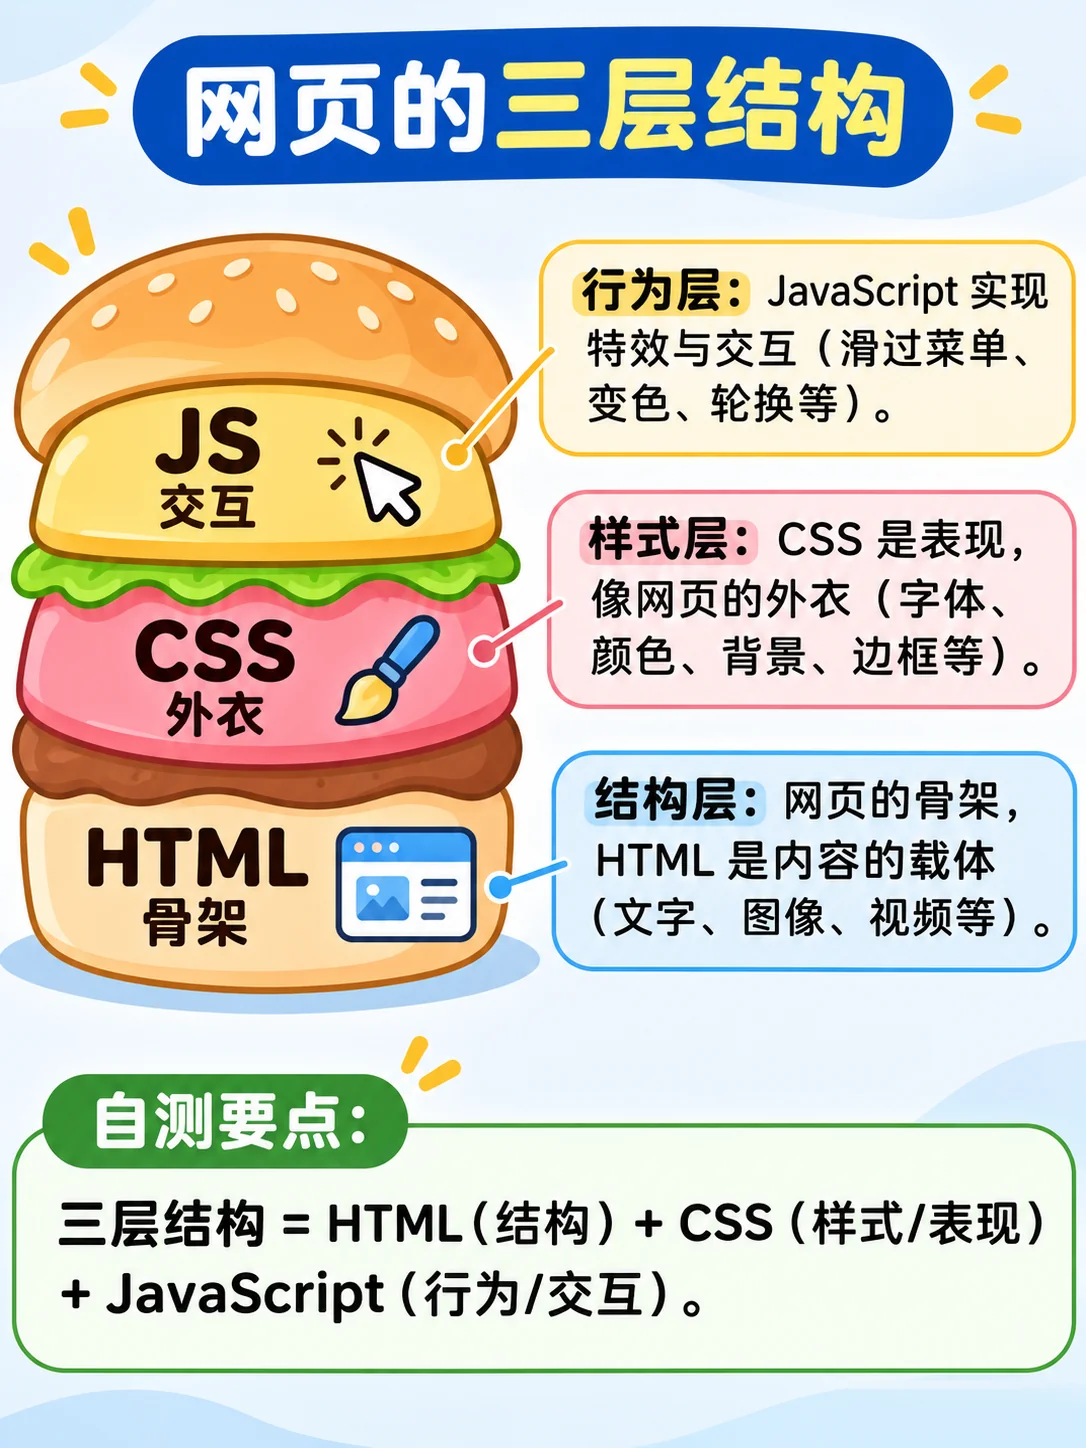 网页的三层结构
JS
交互
CSS
外衣
HTML
骨架
行为层：JavaScript 实现
特效与交互（滑过菜单、
变色、轮换等）。
样式层：CSS 是表现，
像网页的外衣（字体、
颜色、背景、边框等）。
结构层：网页的骨架，
HTML 是内容的载体
（文字、图像、视频等）。
自测要点：
三层结构 = HTML（结构）+ CSS（样式/表现）
+ JavaScript（行为/交互）。